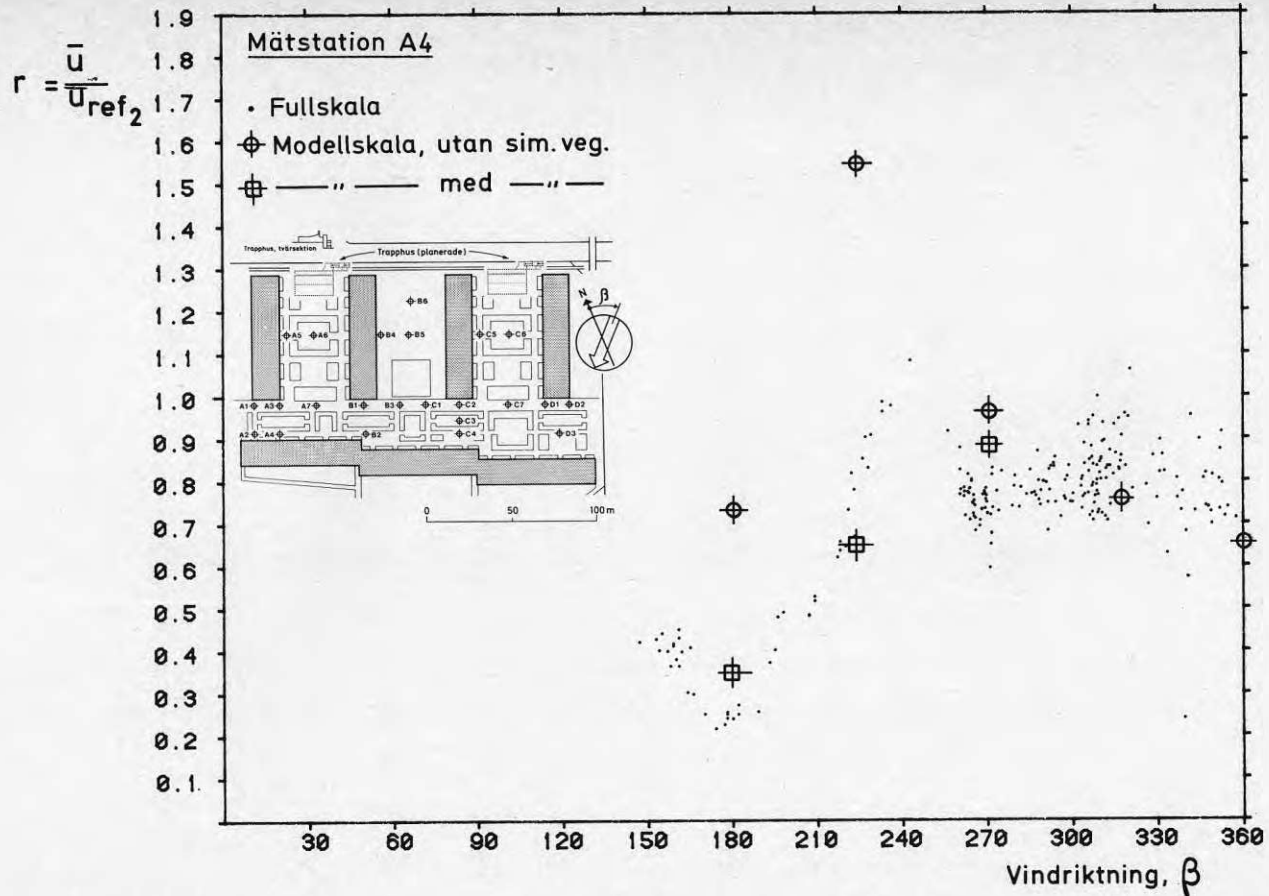 1.9
1.8
1.7
1.6
1.5
1.4
1.3
1.2
1.1
1.0
0.9
0.8
0.7
0.6
0.5
0.4
0.3
0.2
0.1
r = ū / ū ref2
Mätstation A4
· Fullskala
Modellskala, utan sim. veg.
— " — med — " —
Trapphus, tvärsektion
Trapphus (planerade)
N
β
B6
A5 A6 B4 B5 C5 C6
A1 A3 A7 B1 B3 C1 C2 C7 D1 D2
C3
A2 A4 B2 C4 D3
0 50 100 m
30 60 90 120 150 180 210 240 270 300 330 360
Vindriktning, β